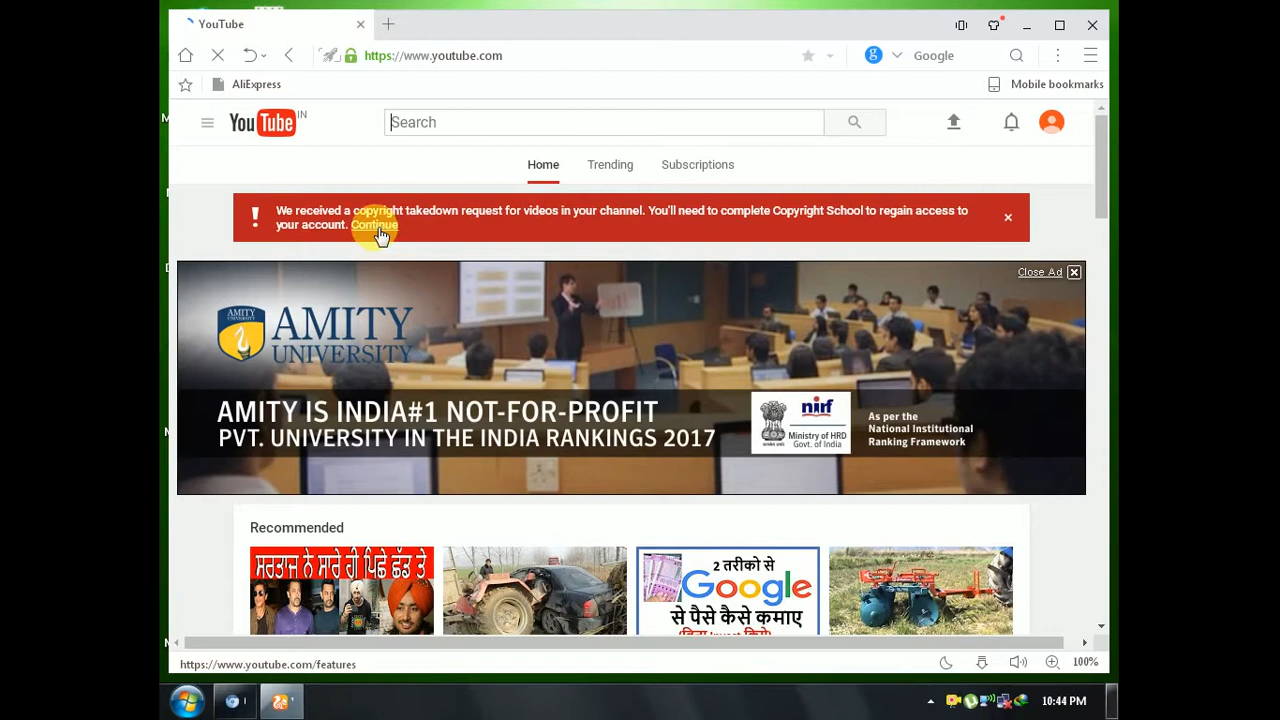 YouTube
https://www.youtube.com
Google
AliExpress
Mobile bookmarks
YouTube IN
Search
Home
Trending
Subscriptions
We received a copyright takedown request for videos in your channel. You'll need to complete Copyright School to regain access to
your account. Continue
Close Ad
AMITY
UNIVERSITY
AMITY
UNIVERSITY
AMITY IS INDIA#1 NOT-FOR-PROFIT
PVT. UNIVERSITY IN THE INDIA RANKINGS 2017
nirf
Ministry of HRD
Govt. of India
As per the
National Institutional
Ranking Framework
Recommended
ਸਰਤਾਜ ਨੇ ਸਾਰੇ ਹੀ ਪਿਛੇ ਛੱਡ ਤੇ
2 तरीको से
Google
से पैसे कैसे कमाए
https://www.youtube.com/features
100%
10:44 PM